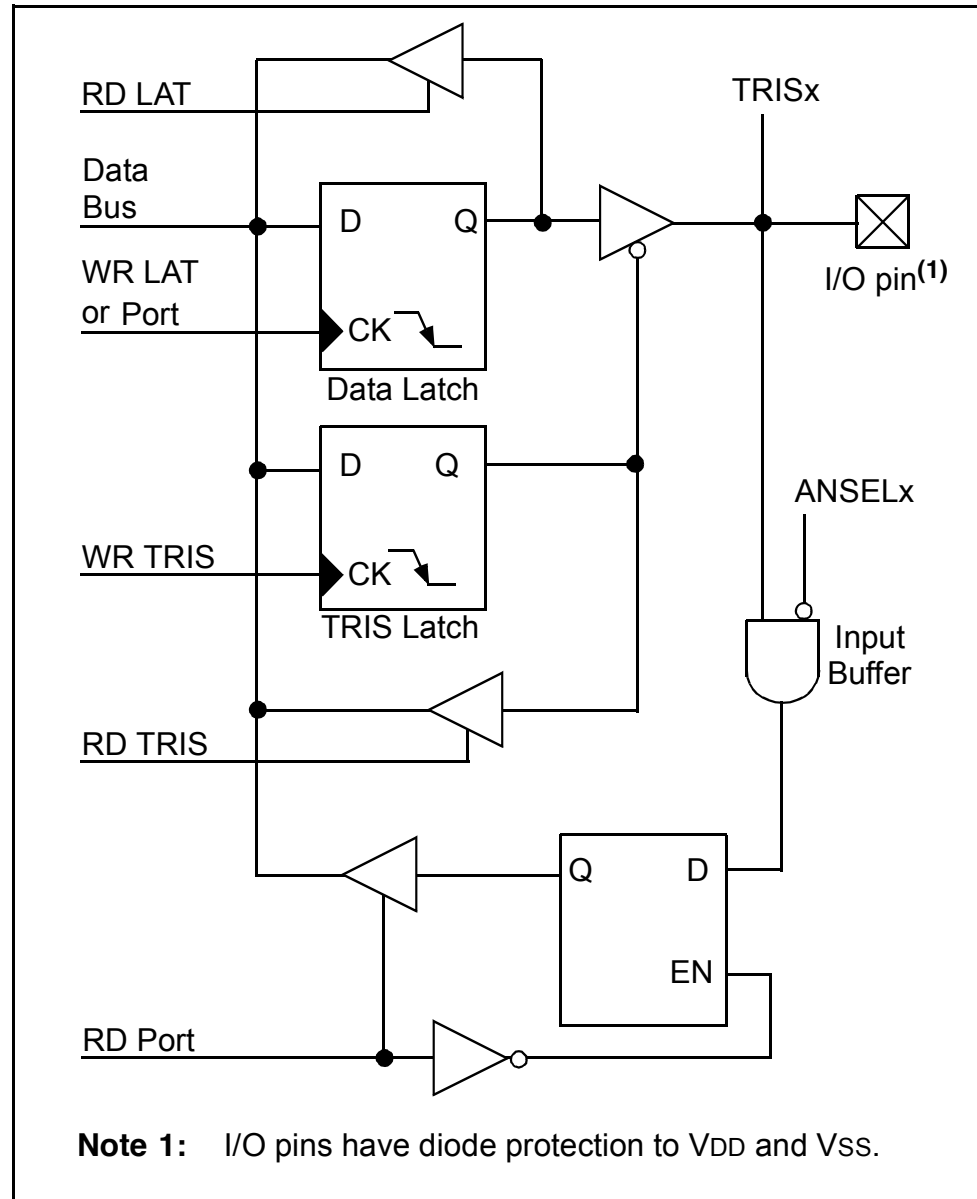 RD LAT
TRISx
Data
Bus
D
Q
WR LAT
or Port
I/O pin(1)
CK
Data Latch
D
Q
ANSELx
WR TRIS
CK
TRIS Latch
Input
Buffer
RD TRIS
Q
D
EN
RD Port
Note 1: I/O pins have diode protection to VDD and VSS.